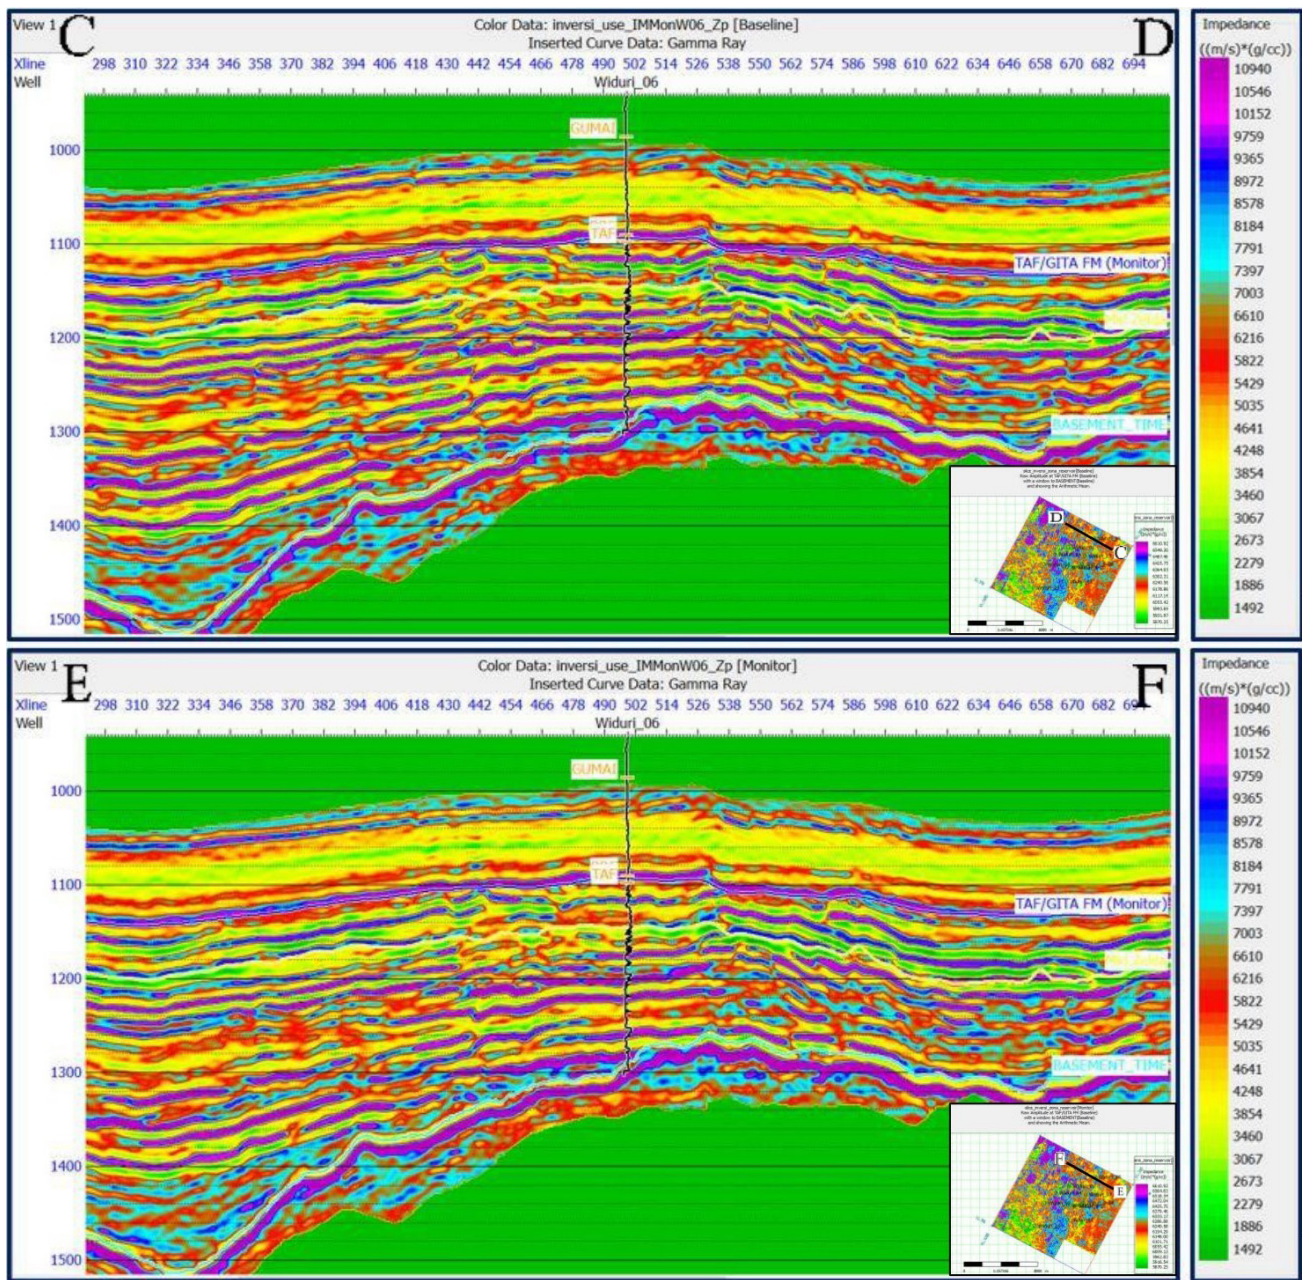 View 1
C
Color Data: inversi_use_IMMonW06_Zp [Baseline]
Inserted Curve Data: Gamma Ray
D
Xline 298 310 322 334 346 358 370 382 394 406 418 430 442 454 466 478 490 502 514 526 538 550 562 574 586 598 610 622 634 646 658 670 682 694
Well
Widuri_06
GUMAI
1000
TAF
1100
TAF/GITA FM (Monitor)
1200
BASEMENT_TIME
1300
1400
1500
D
C
Impedance
((m/s)*(g/cc))
10940
10546
10152
9759
9365
8972
8578
8184
7791
7397
7003
6610
6216
5822
5429
5035
4641
4248
3854
3460
3067
2673
2279
1886
1492
View 1
E
Color Data: inversi_use_IMMonW06_Zp [Monitor]
Inserted Curve Data: Gamma Ray
F
Xline 298 310 322 334 346 358 370 382 394 406 418 430 442 454 466 478 490 502 514 526 538 550 562 574 586 598 610 622 634 646 658 670 682
Well
Widuri_06
GUMAI
1000
TAF
1100
TAF/GITA FM (Monitor)
1200
BASEMENT_TIME
1300
1400
1500
F
E
Impedance
((m/s)*(g/cc))
10940
10546
10152
9759
9365
8972
8578
8184
7791
7397
7003
6610
6216
5822
5429
5035
4641
4248
3854
3460
3067
2673
2279
1886
1492